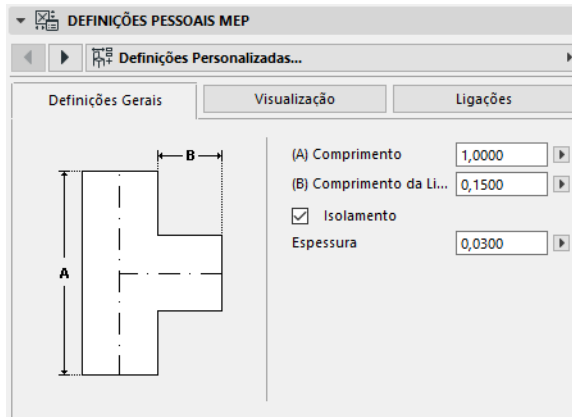 DEFINIÇÕES PESSOAIS MEP
Definições Personalizadas...
Definições Gerais
Visualização
Ligações
B
A
(A) Comprimento 1,0000
(B) Comprimento da Li... 0,1500
Isolamento
Espessura 0,0300